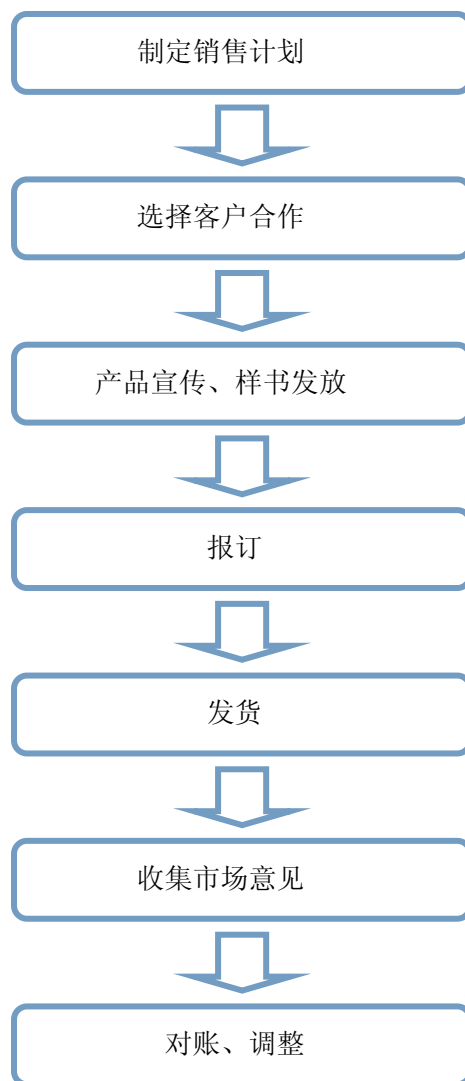 制定销售计划
选择客户合作
产品宣传、样书发放
报订
发货
收集市场意见
对账、调整